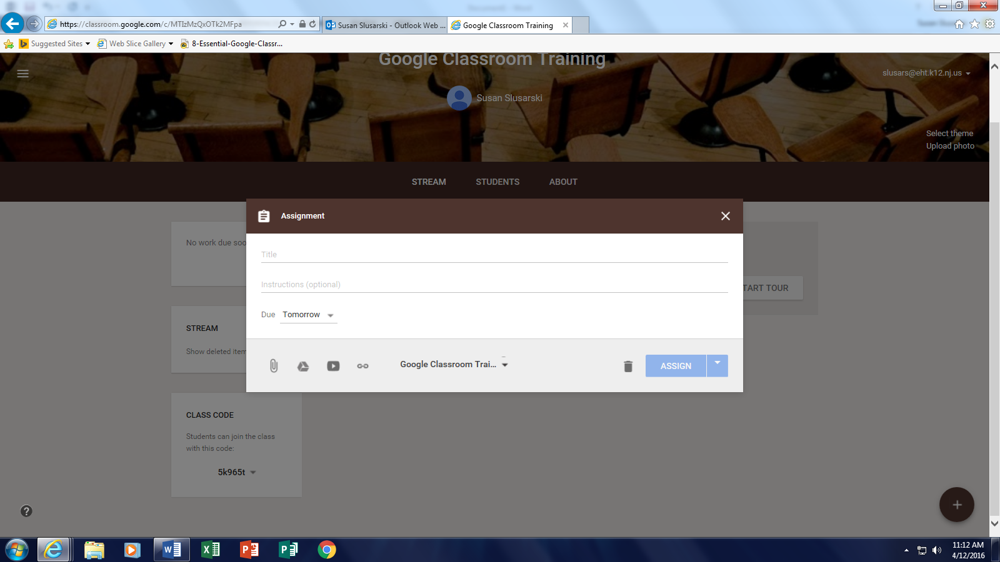 Document1 - Word
https://classroom.google.com/c/MTIzMzQxOTk2MFpa
Susan Slusarski - Outlook Web ...
Google Classroom Training
Suggested Sites
Web Slice Gallery
8-Essential-Google-Classr...
Google Classroom Training
slusars@eht.k12.nj.us
Susan Slusarski
Select theme
Upload photo
STREAM STUDENTS ABOUT
Assignment
No work due soo
Title
Instructions (optional)
TART TOUR
Due Tomorrow
STREAM
Show deleted item
Google Classroom Trai...
ASSIGN
CLASS CODE
Students can join the class
with this code:
5k965t
11:12 AM
4/12/2016